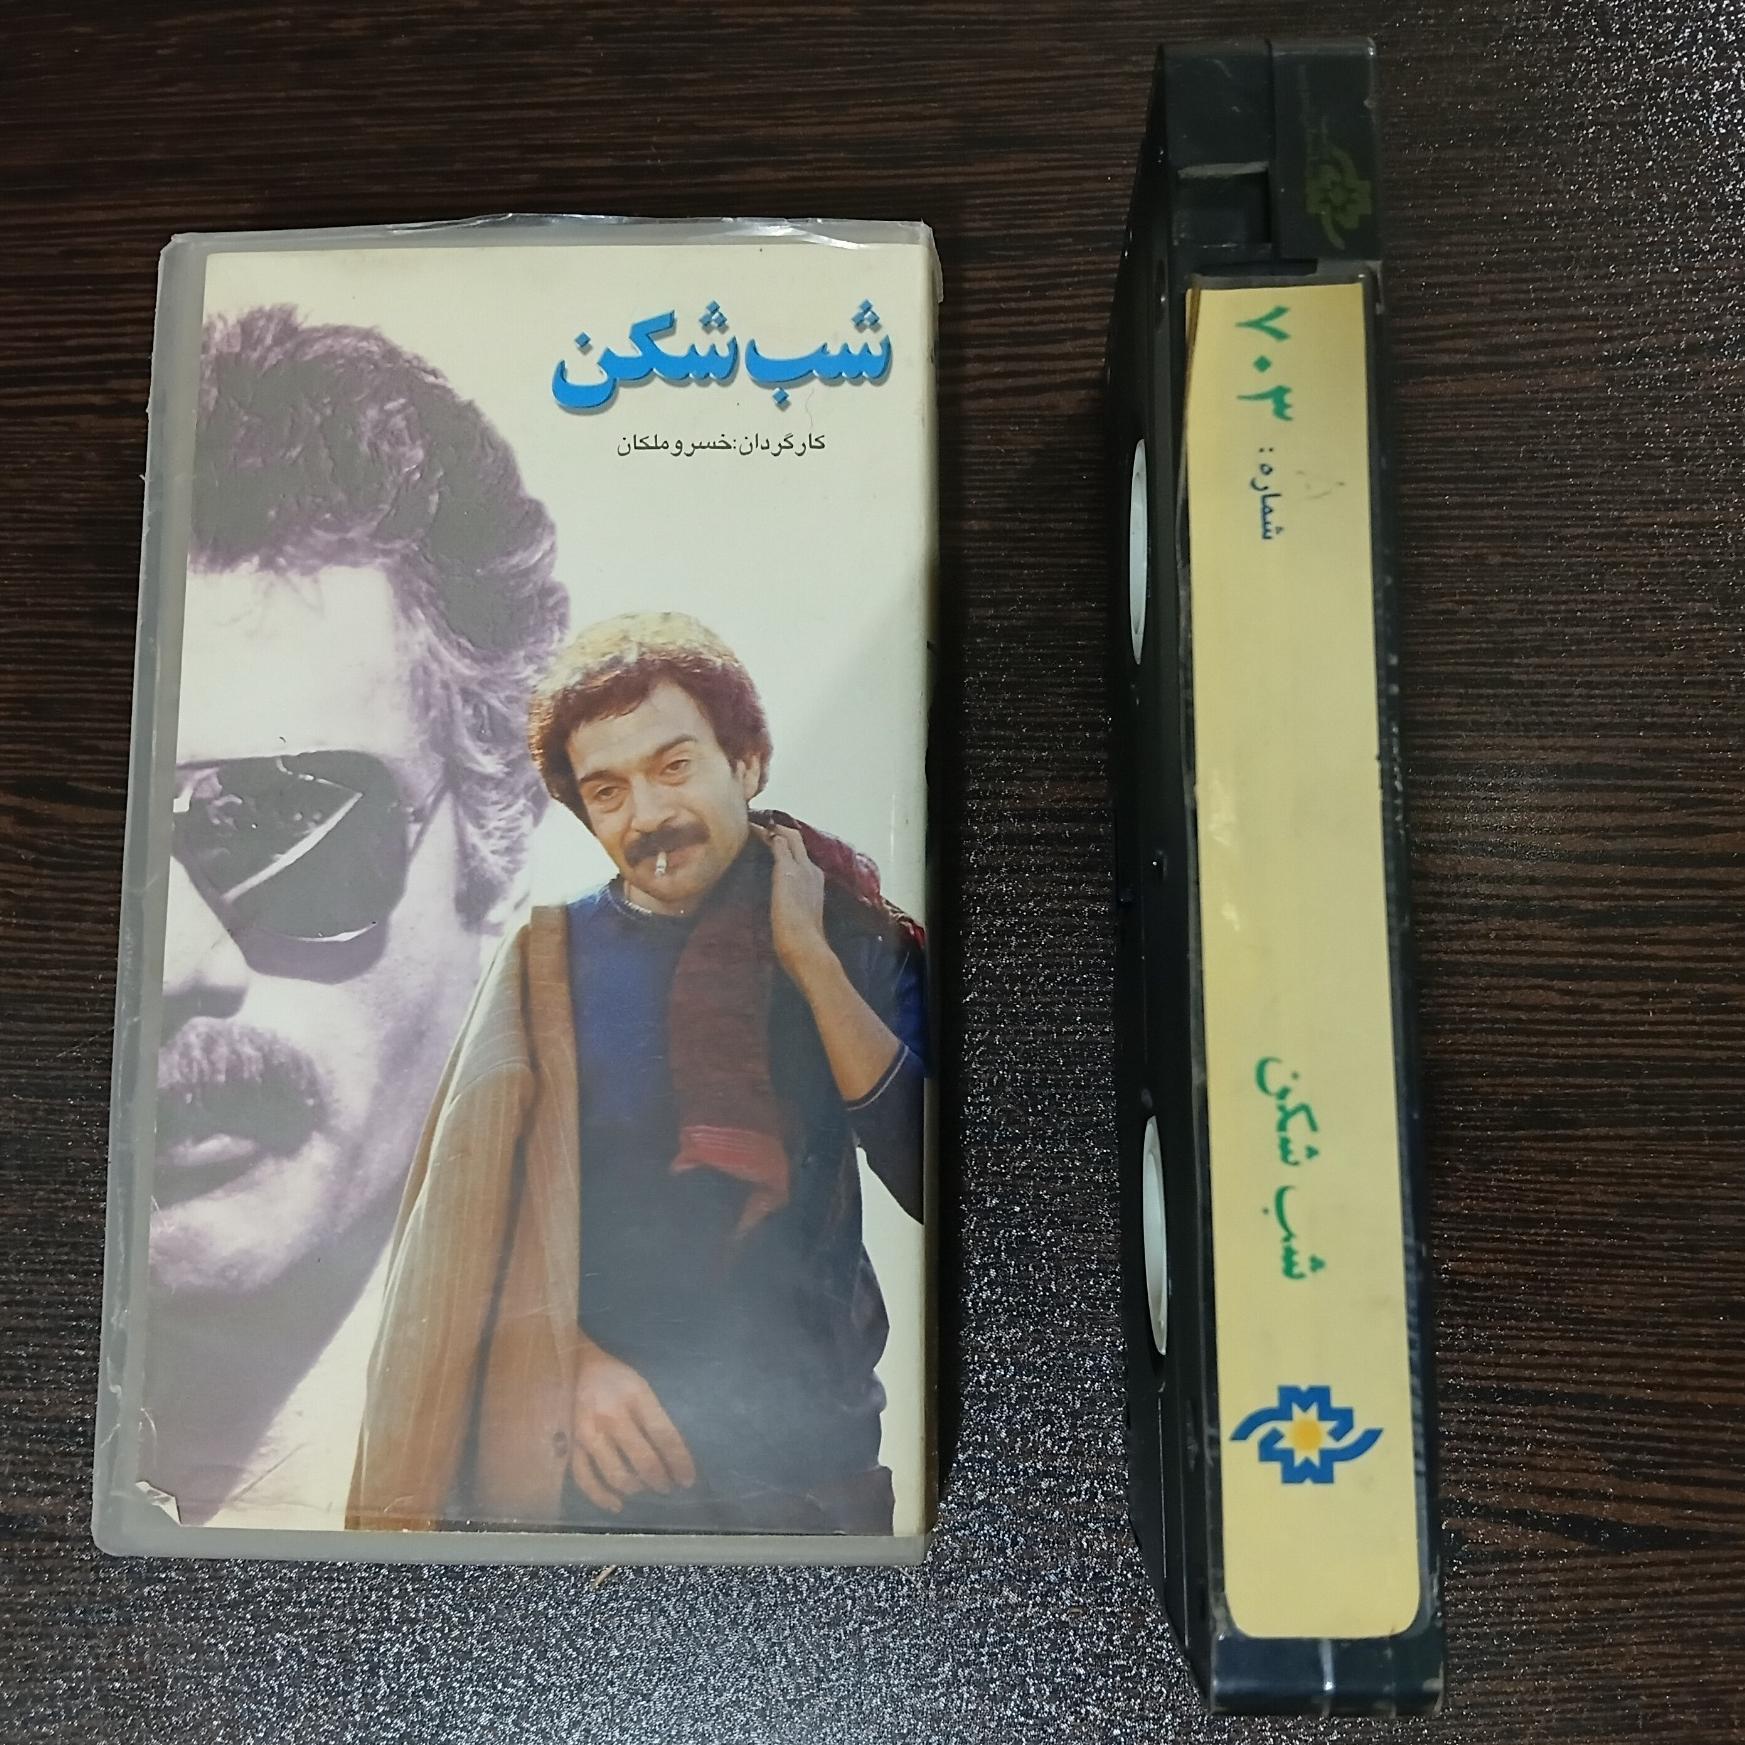 شب شکن
کارگردان:خسرو ملکان
شماره: ۷۰۳
شب شکن